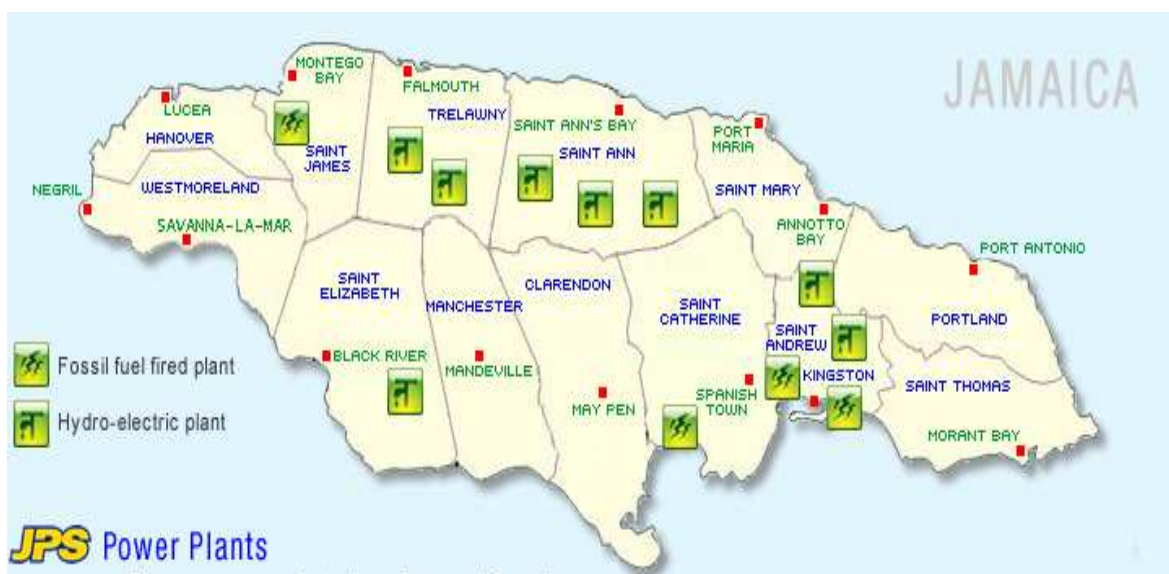 JAMAICA
MONTEGO
BAY
FALMOUTH
LUCEA
TRELAWNY
SAINT ANN'S BAY
PORT
MARIA
HANOVER
SAINT
JAMES
SAINT ANN
NEGRIL
WESTMORELAND
SAINT MARY
SAVANNA-LA-MAR
ANNOTTO
BAY
PORT ANTONIO
SAINT
ELIZABETH
MANCHESTER
CLARENDON
SAINT
CATHERINE
SAINT
ANDREW
PORTLAND
Fossil fuel fired plant
BLACK RIVER
MANDEVILLE
KINGSTON
SAINT THOMAS
MAY PEN
SPANISH
TOWN
Hydro-electric plant
MORANT BAY
JPS Power Plants